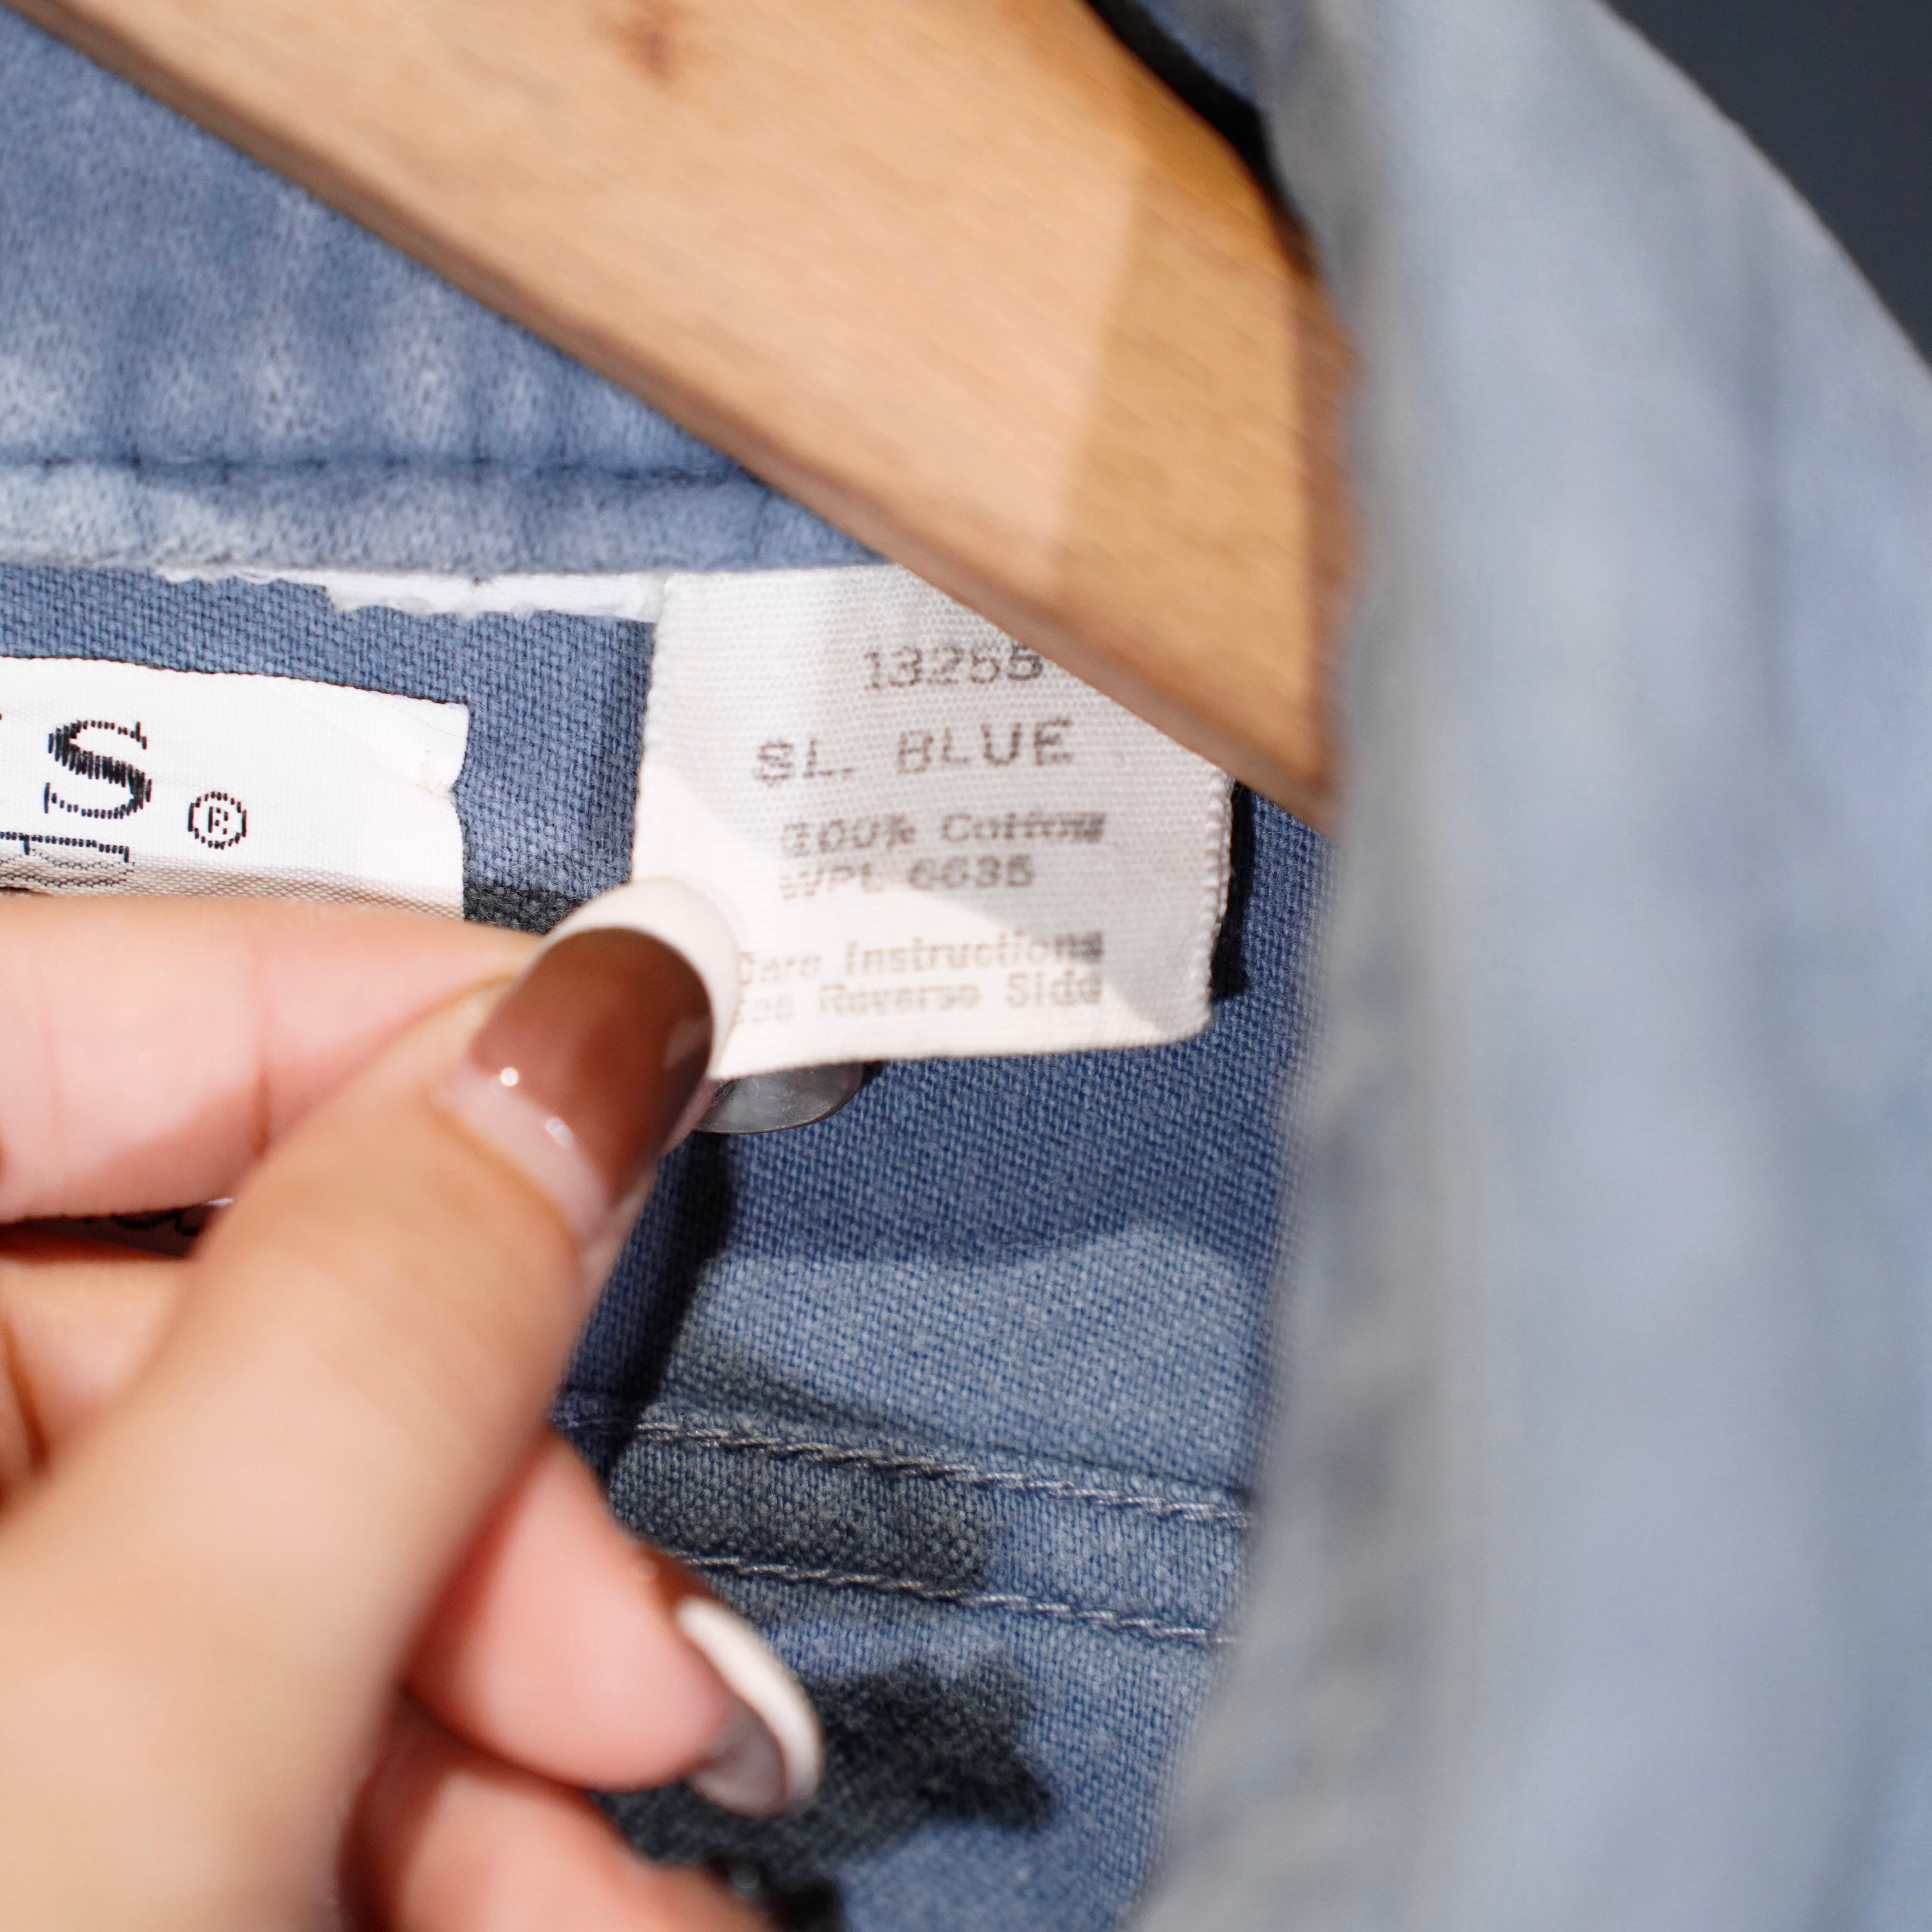 S ®
13255
SL. BLUE
100% Cotton
WPL 6635
Care Instructions
See Reverse Side